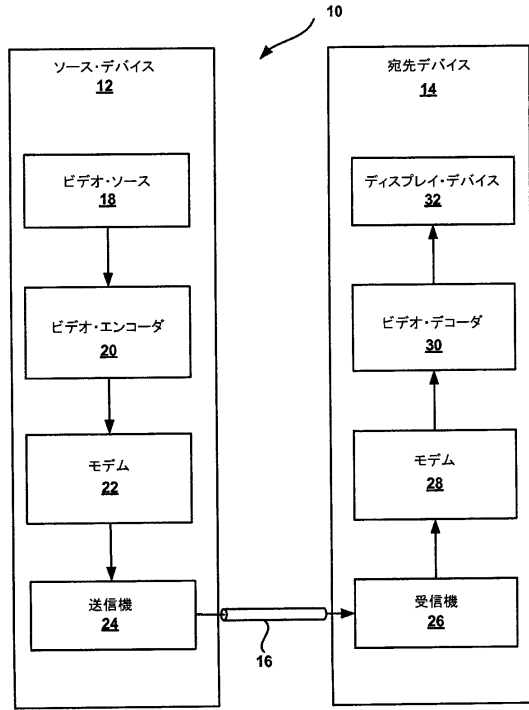 10
ソース・デバイス
12
ビデオ・ソース
18
ビデオ・エンコーダ
20
モデム
22
送信機
24
16
宛先デバイス
14
ディスプレイ・デバイス
32
ビデオ・デコーダ
30
モデム
28
受信機
26